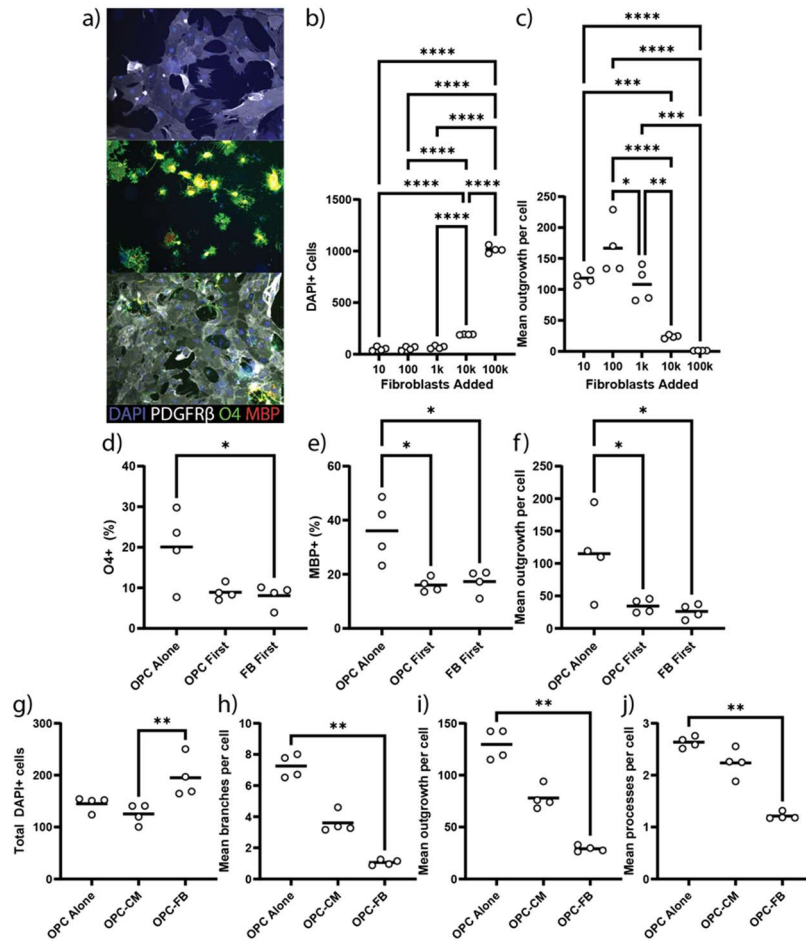 a)
DAPI PDGFRβ O4 MBP
b)
****
****
****
****
****
****
****
1500
1000
500
0
DAPI+ Cells
10 100 1k 10k 100k
Fibroblasts Added
c)
****
****
***
***
****
*
**
250
200
150
100
50
0
Mean outgrowth per cell
10 100 1k 10k 100k
Fibroblasts Added
d)
*
40
30
20
10
0
O4+ (%)
OPC Alone
OPC First
FB First
e)
*
*
60
40
20
0
MBP+ (%)
OPC Alone
OPC First
FB First
f)
*
*
250
200
150
100
50
0
Mean outgrowth per cell
OPC Alone
OPC First
FB First
g)
**
300
200
100
0
Total DAPI+ cells
OPC Alone
OPC-CM
OPC-FB
h)
**
10
8
6
4
2
0
Mean branches per cell
OPC Alone
OPC-CM
OPC-FB
i)
**
150
100
50
0
Mean outgrowth per cell
OPC Alone
OPC-CM
OPC-FB
j)
**
3
2
1
0
Mean processes per cell
OPC Alone
OPC-CM
OPC-FB